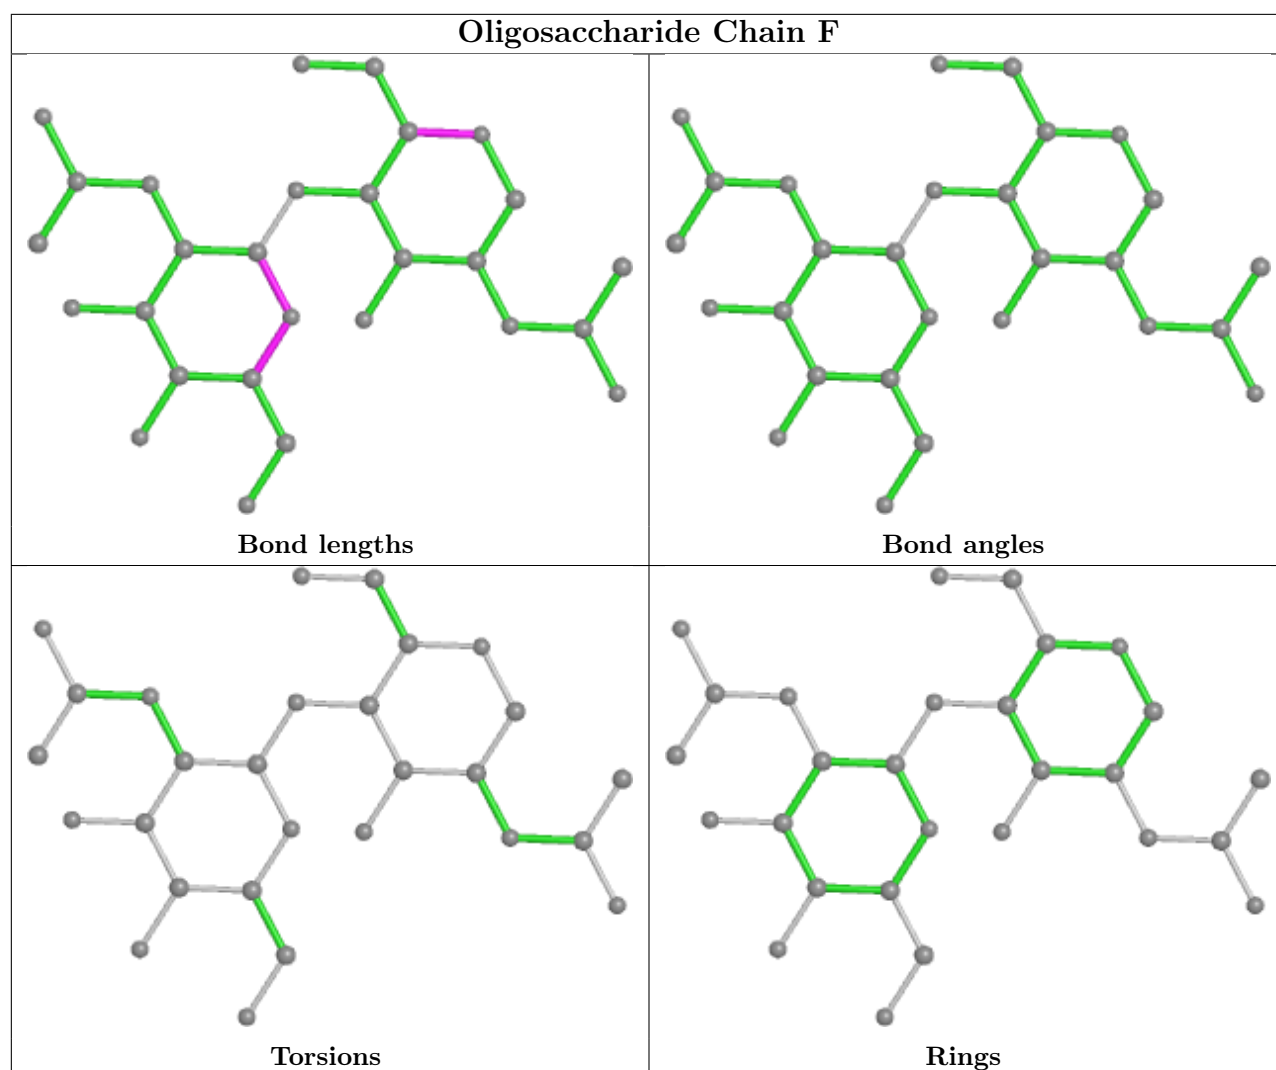 Oligosaccharide Chain F
Bond lengths
Bond angles
Torsions
Rings